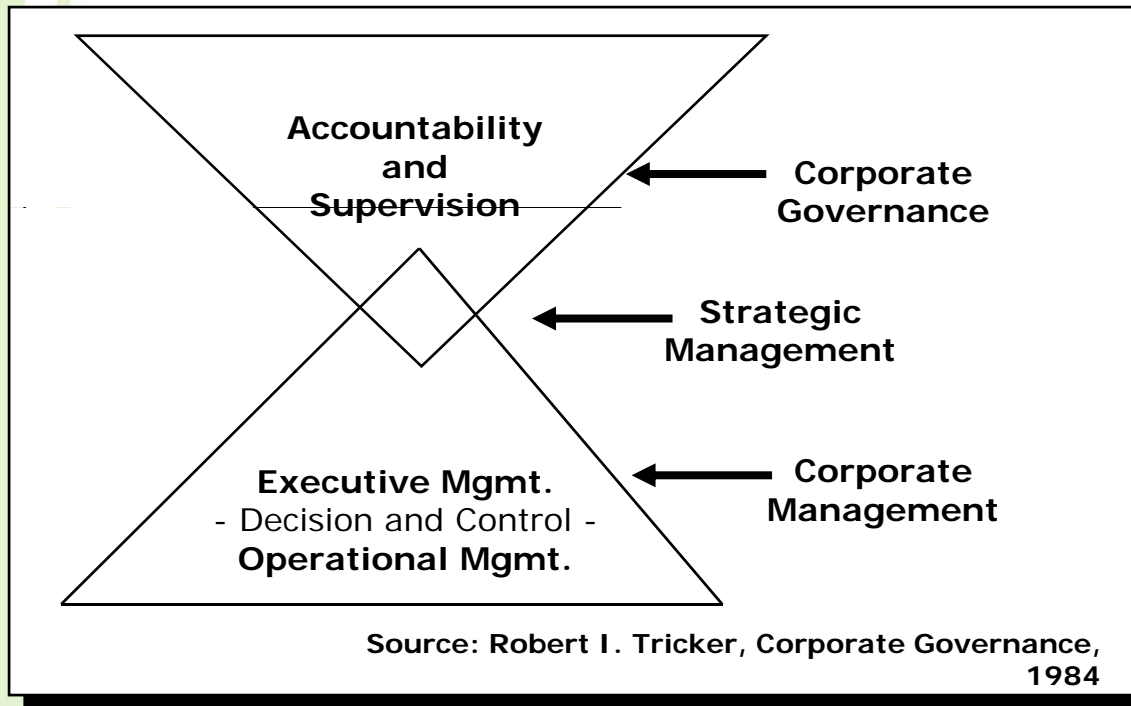 Accountability
and
Supervision
Corporate
Governance
Strategic
Management
Executive Mgmt.
- Decision and Control -
Operational Mgmt.
Corporate
Management
Source: Robert I. Tricker, Corporate Governance,
1984